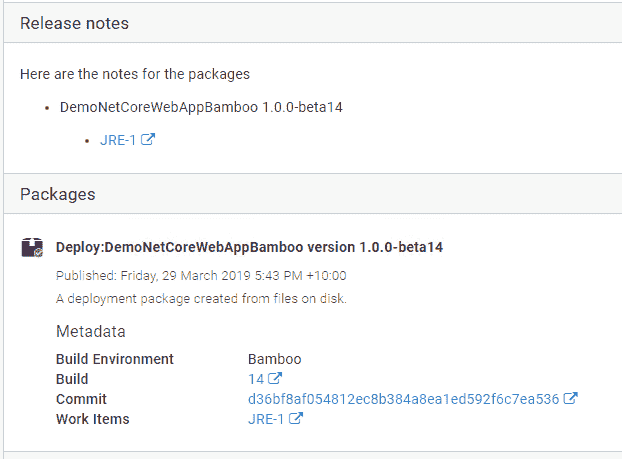 Release notes
Here are the notes for the packages
• DemoNetCoreWebAppBamboo 1.0.0-beta14
• JRE-1
Packages
Deploy:DemoNetCoreWebAppBamboo version 1.0.0-beta14
Published: Friday, 29 March 2019 5:43 PM +10:00
A deployment package created from files on disk.
Metadata
Build Environment Bamboo
Build 14
Commit d36bf8af054812ec8b384a8ea1ed592f6c7ea536
Work Items JRE-1